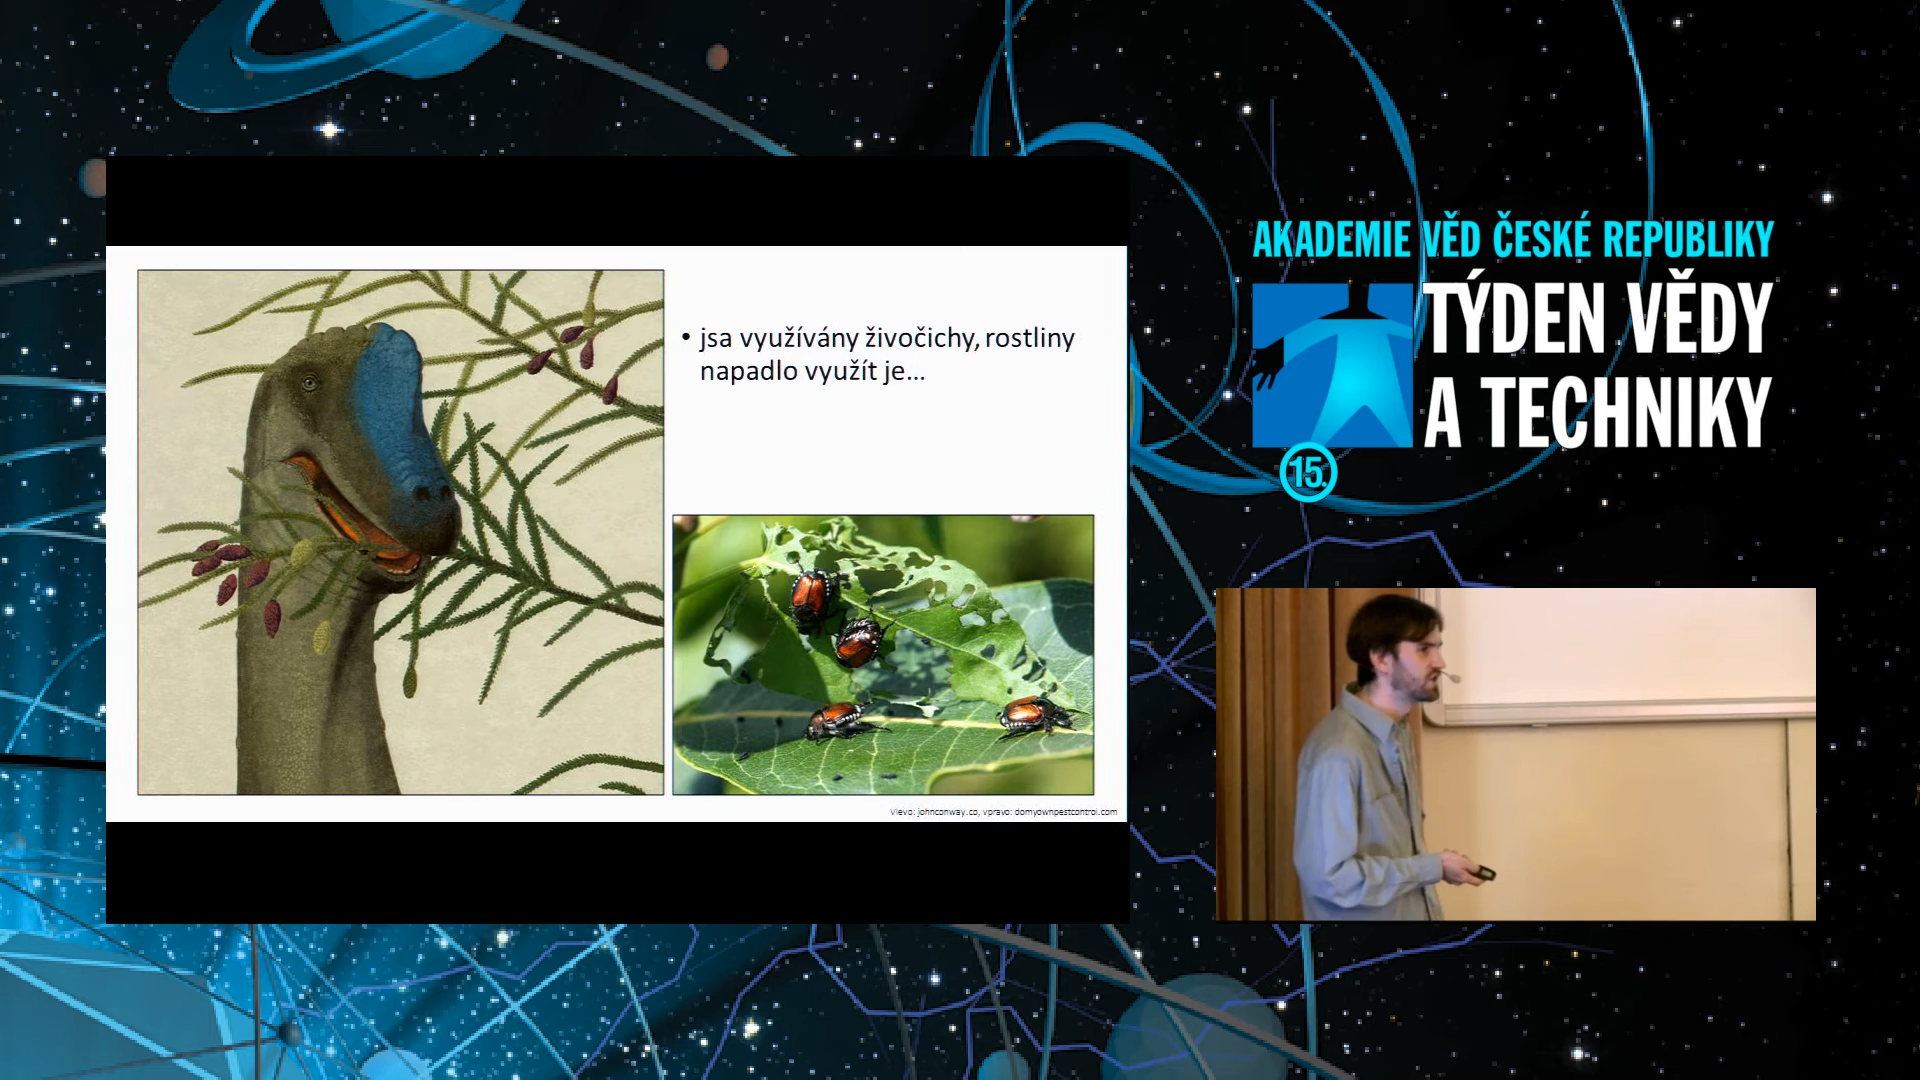 • jsa využívány živočichy, rostliny
napadlo využít je...
Vlevo: johnconway.co, vpravo: domyownpestcontrol.com
AKADEMIE VĚD ČESKÉ REPUBLIKY
TÝDEN VĚDY
A TECHNIKY
15.